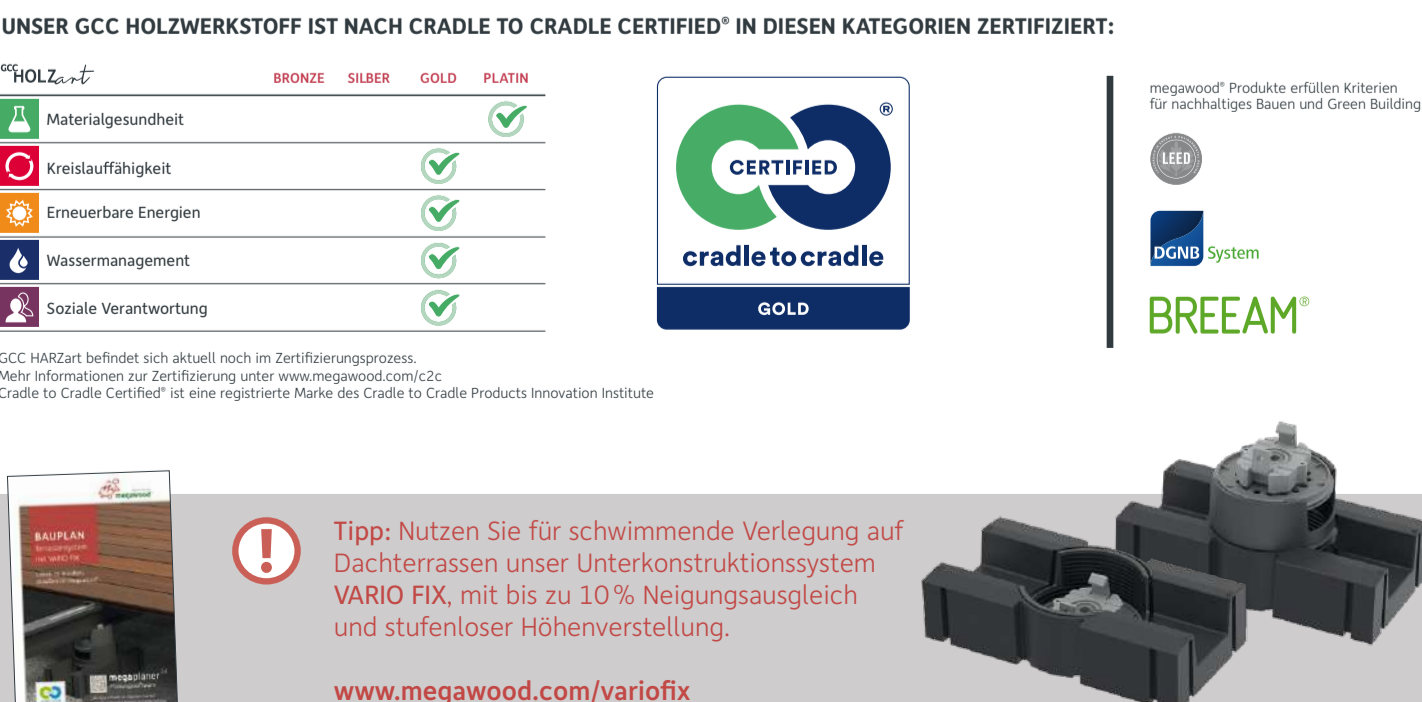 UNSER GCC HOLZWERKSTOFF IST NACH CRADLE TO CRADLE CERTIFIED® IN DIESEN KATEGORIEN ZERTIFIZIERT:
GCC HOLZart
BRONZE SILBER GOLD PLATIN
Materialgesundheit
Kreislauffähigkeit
Erneuerbare Energien
Wassermanagement
Soziale Verantwortung
GCC HARZart befindet sich aktuell noch im Zertifizierungsprozess.
Mehr Informationen zur Zertifizierung unter www.megawood.com/c2c
Cradle to Cradle Certified® ist eine registrierte Marke des Cradle to Cradle Products Innovation Institute
®
CERTIFIED
cradle to cradle
GOLD
megawood® Produkte erfüllen Kriterien
für nachhaltiges Bauen und Green Building
LEED
DGNB System
BREEAM®
megawood
BAUPLAN
megaplaner
Tipp: Nutzen Sie für schwimmende Verlegung auf
Dachterrassen unser Unterkonstruktionssystem
VARIO FIX, mit bis zu 10 % Neigungsausgleich
und stufenloser Höhenverstellung.
www.megawood.com/variofix